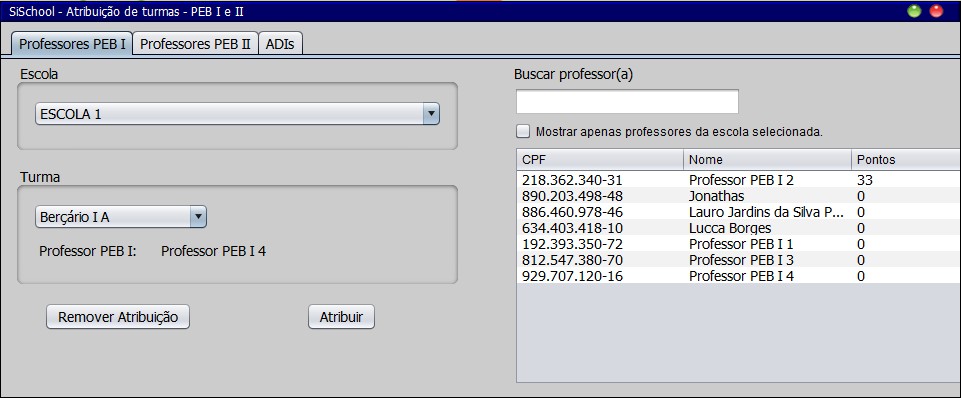 SiSchool - Atribuição de turmas - PEB I e II
Professores PEB I Professores PEB II ADIs
Escola
ESCOLA 1
Turma
Berçário I A
Professor PEB I: Professor PEB I 4
Remover Atribuição Atribuir
Buscar professor(a)
Mostrar apenas professores da escola selecionada.
CPF Nome Pontos
218.362.340-31 Professor PEB I 2 33
890.203.498-48 Jonathas 0
886.460.978-46 Lauro Jardins da Silva P... 0
634.403.418-10 Lucca Borges 0
192.393.350-72 Professor PEB I 1 0
812.547.380-70 Professor PEB I 3 0
929.707.120-16 Professor PEB I 4 0